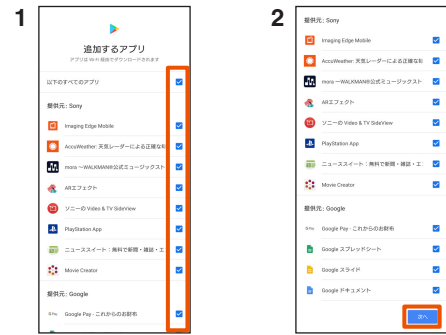 1
追加するアプリ
アプリは Wi-Fi 経由でダウンロードされます
以下のすべてのアプリ
提供元: Sony
Imaging Edge Mobile
AccuWeather: 天気レーダーによる正確な予
mora ～WALKMAN®公式ミュージックスト
ARエフェクト
ソニーの Video & TV SideView
PlayStation App
ニューススイート：無料で新聞・雑誌・エ
Movie Creator
提供元: Google
Google Pay - これからのお財布
2
提供元: Sony
Imaging Edge Mobile
AccuWeather: 天気レーダーによる正確な
mora ～WALKMAN®公式ミュージックスト
ARエフェクト
ソニーの Video & TV SideView
PlayStation App
ニューススイート：無料で新聞・雑誌・エ
Movie Creator
提供元: Google
Google Pay - これからのお財布
Google スプレッドシート
Google スライド
Google ドキュメント
次へ